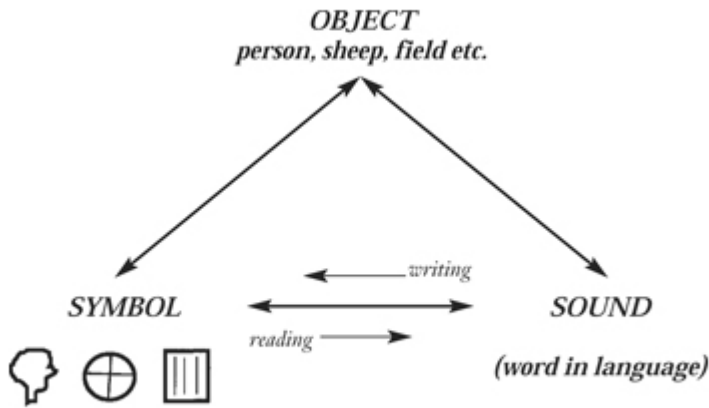 OBJECT
person, sheep, field etc.
writing
SYMBOL
SOUND
reading
(word in language)